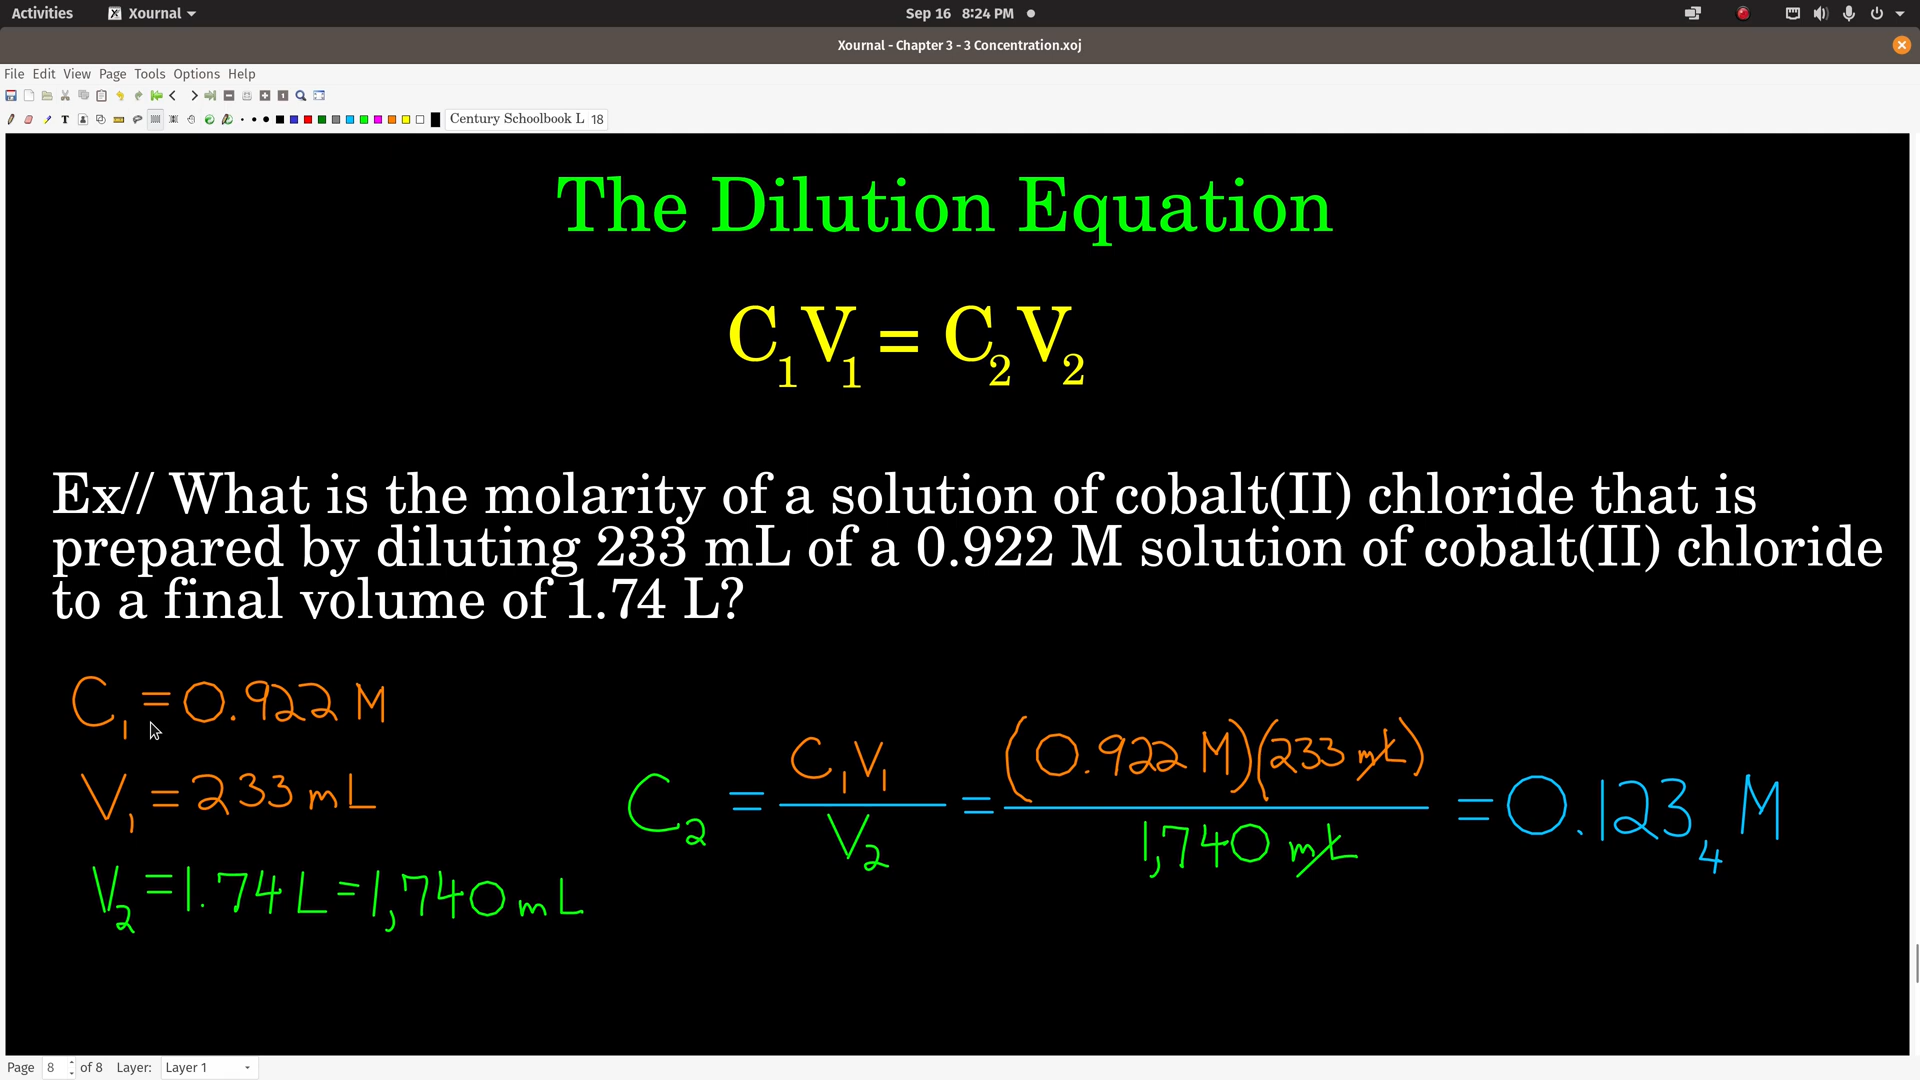 Activities Xournal Sep 16 8:24 PM
Xournal - Chapter 3 - 3 Concentration.xoj
File Edit View Page Tools Options Help
Century Schoolbook L 18
The Dilution Equation
C₁V₁ = C₂V₂
Ex// What is the molarity of a solution of cobalt(II) chloride that is
prepared by diluting 233 mL of a 0.922 M solution of cobalt(II) chloride
to a final volume of 1.74 L?
C₁ = 0.922 M
V₁ = 233 mL
V₂ = 1.74 L = 1,740 mL
C₂ = C₁V₁ / V₂ = (0.922 M)(233 mL) / 1,740 mL = 0.123₄ M
Page 8 of 8 Layer: Layer 1